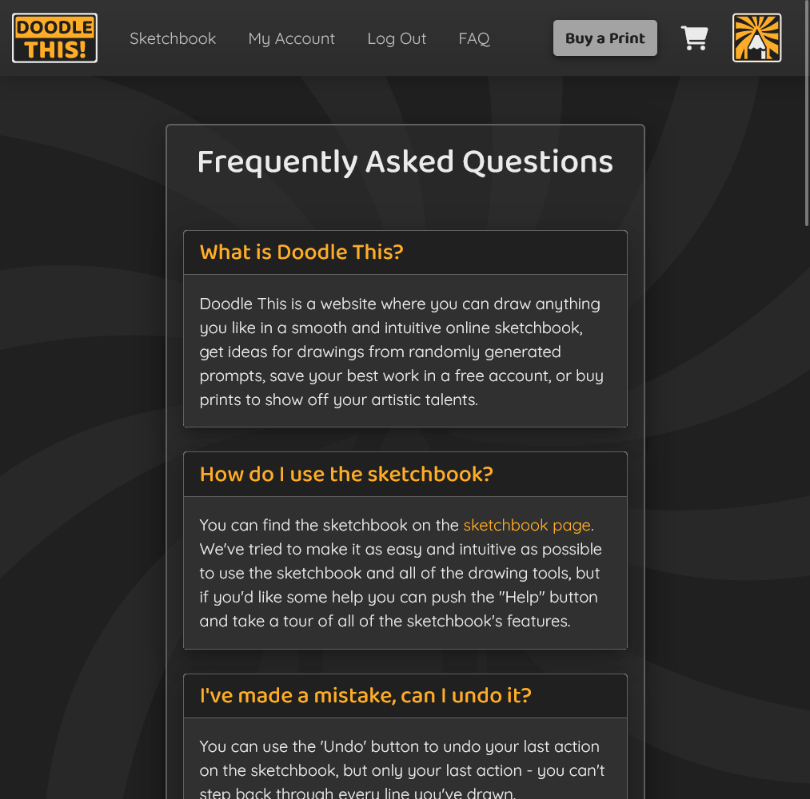 DOODLE
THIS!
Sketchbook
My Account
Log Out
FAQ
Buy a Print
Frequently Asked Questions
What is Doodle This?
Doodle This is a website where you can draw anything
you like in a smooth and intuitive online sketchbook,
get ideas for drawings from randomly generated
prompts, save your best work in a free account, or buy
prints to show off your artistic talents.
How do I use the sketchbook?
You can find the sketchbook on the sketchbook page.
We've tried to make it as easy and intuitive as possible
to use the sketchbook and all of the drawing tools, but
if you'd like some help you can push the "Help" button
and take a tour of all of the sketchbook's features.
I've made a mistake, can I undo it?
You can use the 'Undo' button to undo your last action
on the sketchbook, but only your last action - you can't
step back through every line you've drawn.